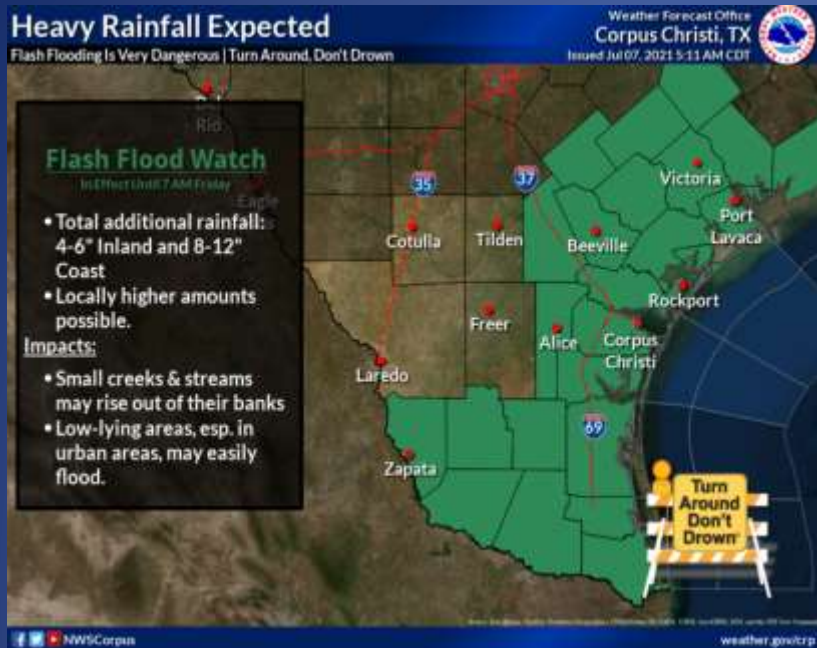 Heavy Rainfall Expected
Flash Flooding Is Very Dangerous | Turn Around, Don't Drown
Weather Forecast Office
Corpus Christi, TX
Issued Jul 07, 2021 5:11 AM CDT
Del
Rio
Flash Flood Watch
In Effect Until 7 AM Friday
Eagle
• Total additional rainfall:
4-6" Inland and 8-12"
Coast
• Locally higher amounts
possible.
Impacts:
• Small creeks & streams
may rise out of their banks
• Low-lying areas, esp. in
urban areas, may easily
flood.
35
37
Victoria
Port
Lavaca
Cotulla
Tilden
Beeville
Rockport
Freer
Alice
Corpus
Christi
Laredo
69
Zapata
Turn
Around
Don't
Drown
NWSCorpus
weather.gov/crp